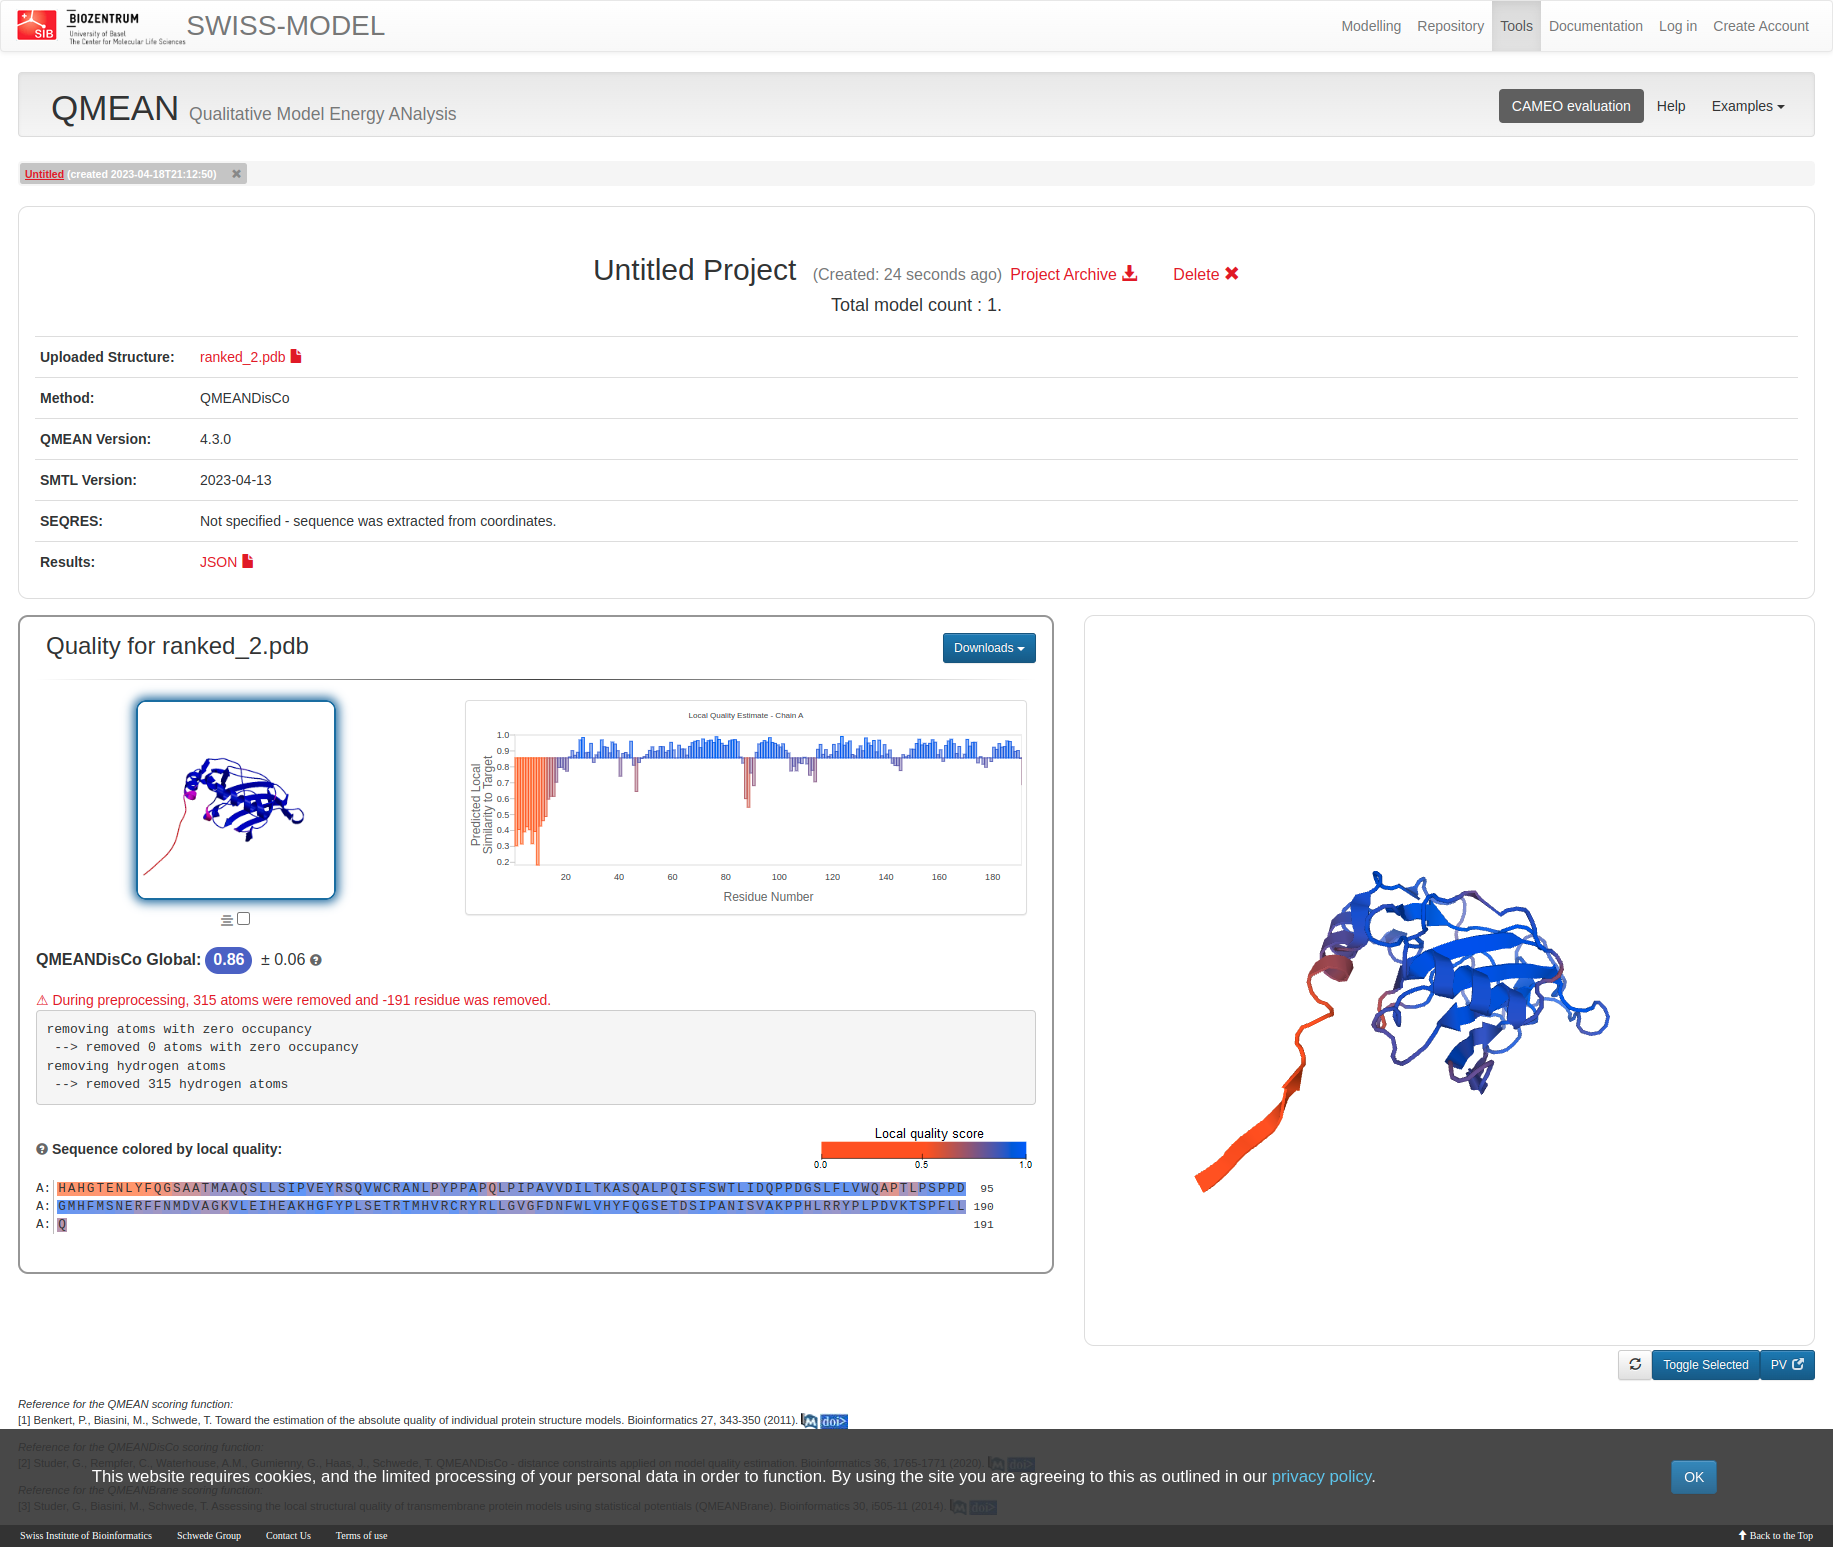 SIB
BIOZENTRUM
University of Basel
The Center for Molecular Life Sciences
SWISS-MODEL
Modelling Repository Tools Documentation Log in Create Account
QMEAN Qualitative Model Energy ANalysis
CAMEO evaluation Help Examples
Untitled (created 2023-04-18T21:12:50)
Untitled Project (Created: 24 seconds ago) Project Archive Delete
Total model count : 1.
Uploaded Structure: ranked_2.pdb
Method: QMEANDisCo
QMEAN Version: 4.3.0
SMTL Version: 2023-04-13
SEQRES: Not specified - sequence was extracted from coordinates.
Results: JSON
Quality for ranked_2.pdb
Downloads
Local Quality Estimate - Chain A
Predicted Local
Similarity to Target
1.0
0.9
0.8
0.7
0.6
0.5
0.4
0.3
0.2
20 40 60 80 100 120 140 160 180
Residue Number
QMEANDisCo Global: 0.86 ± 0.06
⚠ During preprocessing, 315 atoms were removed and -191 residue was removed.
removing atoms with zero occupancy
--> removed 0 atoms with zero occupancy
removing hydrogen atoms
--> removed 315 hydrogen atoms
Sequence colored by local quality:
Local quality score
0.0 0.5 1.0
A: HAHGTENLYFQGSAATMAAQSLLSIPVEYRSQVWCRANLPYPPAPQLPIPAVVDILTKASQALPQISFSWTLIDQPPDGSLFLVWQAPTLPSPPD 95
A: GMHFMSNERFFNMDVAGKVLEIHEAKHGFYPLSETRTMHVRCRYRLLGVGFDNFWLVHYFQGSETDSIPANISVAKPPHLRRYPLPDVKTSPFLL 190
A: Q 191
Toggle Selected PV
Reference for the QMEAN scoring function:
[1] Benkert, P., Biasini, M., Schwede, T. Toward the estimation of the absolute quality of individual protein structure models. Bioinformatics 27, 343-350 (2011). M doi>
Reference for the QMEANDisCo scoring function:
[2] Studer, G., Rempfer, C., Waterhouse, A.M., Gumienny, G., Haas, J., Schwede, T. QMEANDisCo - distance constraints applied on model quality estimation. Bioinformatics 36, 1765-1771 (2020). M doi>
This website requires cookies, and the limited processing of your personal data in order to function. By using the site you are agreeing to this as outlined in our privacy policy.
OK
Reference for the QMEANBrane scoring function:
[3] Studer, G., Biasini, M., Schwede, T. Assessing the local structural quality of transmembrane protein models using statistical potentials (QMEANBrane). Bioinformatics 30, i505-11 (2014). M doi>
Swiss Institute of Bioinformatics Schwede Group Contact Us Terms of use
Back to the Top